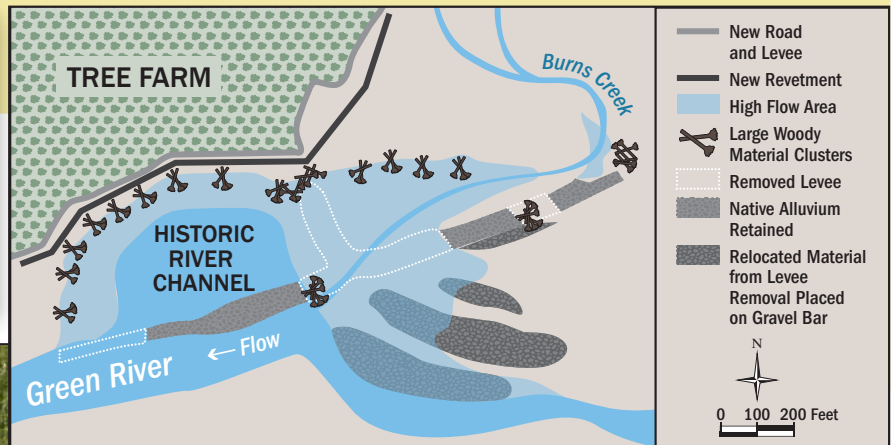 TREE FARM
Burns Creek
HISTORIC
RIVER
CHANNEL
← Flow
Green River
New Road
and Levee
New Revetment
High Flow Area
Large Woody
Material Clusters
Removed Levee
Native Alluvium
Retained
Relocated Material
from Levee
Removal Placed
on Gravel Bar
N
0 100 200 Feet